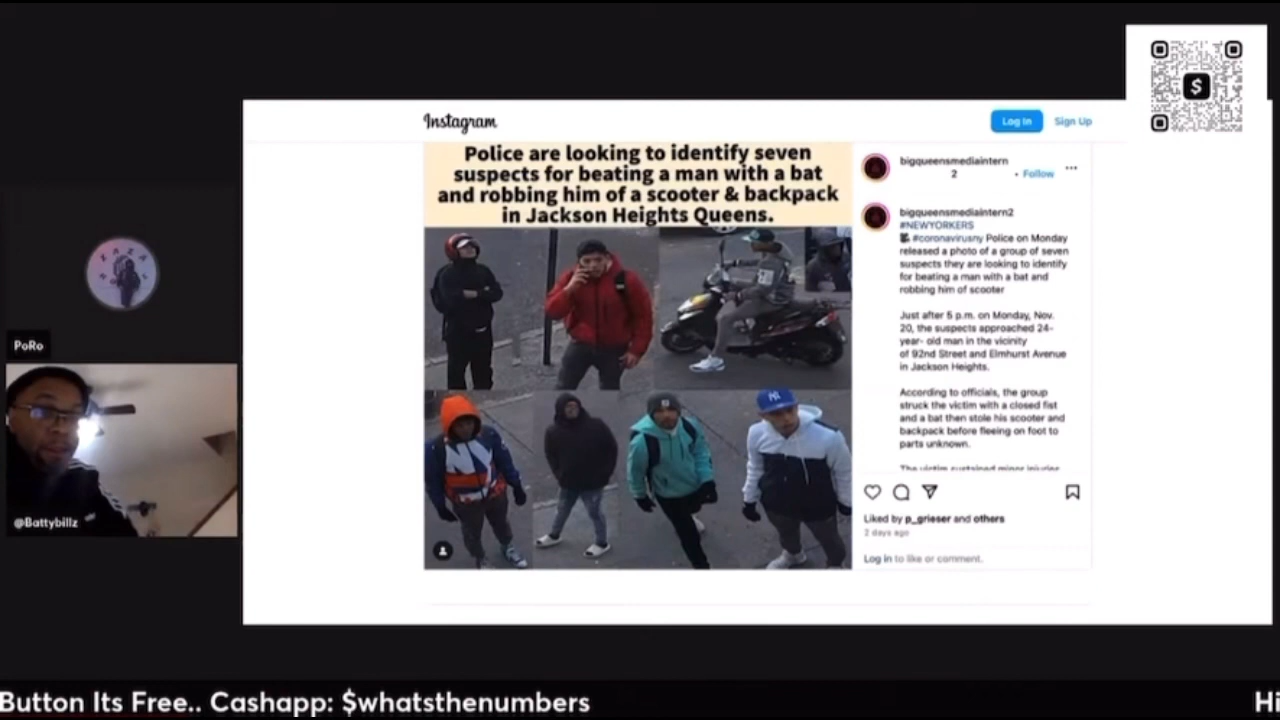 Instagram
Log In
Sign Up
Police are looking to identify seven
suspects for beating a man with a bat
and robbing him of a scooter & backpack
in Jackson Heights Queens.
bigqueensmediaintern
2
• Follow
bigqueensmediaintern2
#NEWYORKERS
#coronavirusny Police on Monday
released a photo of a group of seven
suspects they are looking to identify
for beating a man with a bat and
robbing him of scooter
Just after 5 p.m. on Monday, Nov.
20, the suspects approached 24-
year- old man in the vicinity
of 92nd Street and Elmhurst Avenue
in Jackson Heights.
According to officials, the group
struck the victim with a closed fist
and a bat then stole his scooter and
backpack before fleeing on foot to
parts unknown.
The victim sustained minor injuries
Liked by p_grieser and others
2 days ago
Log in to like or comment.
PoRo
@Battybillz
$
Button Its Free.. Cashapp: $whatsthenumbers
Hi